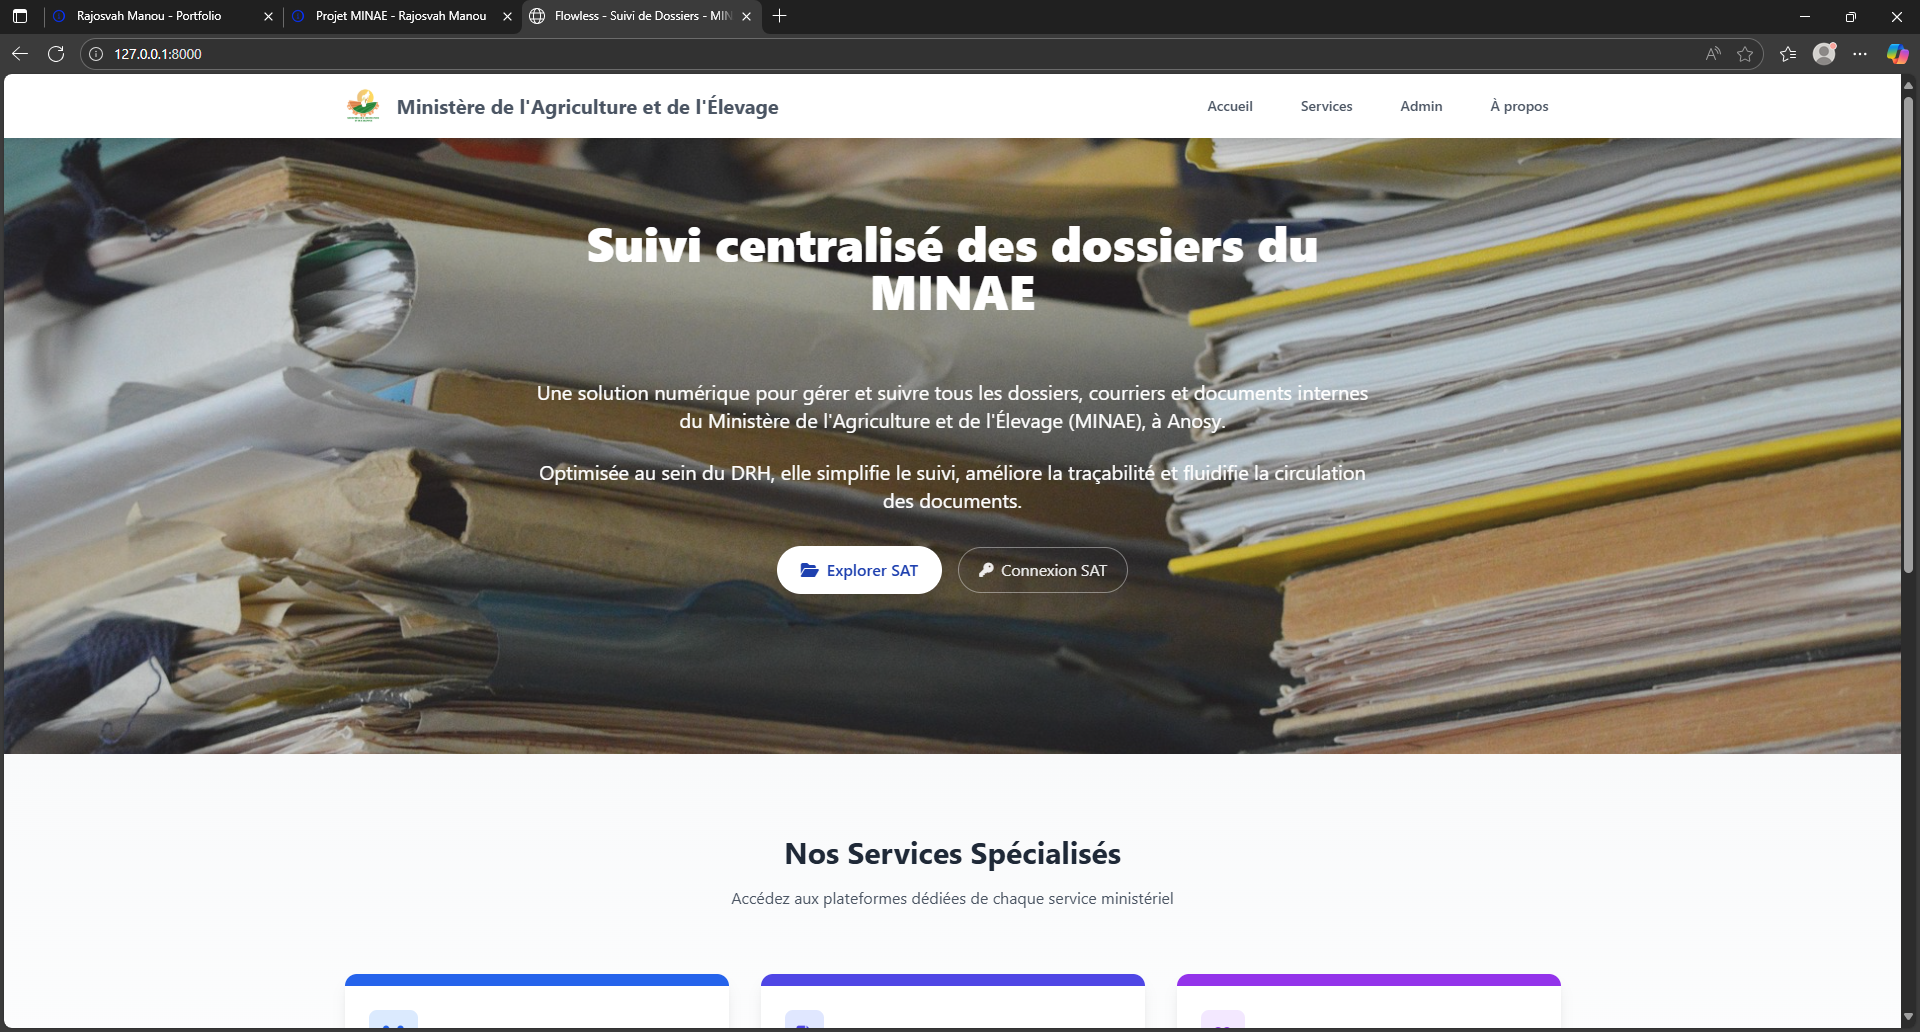 Rajosvah Manou - Portfolio
Projet MINAE - Rajosvah Manou
Flowless - Suivi de Dossiers - MIN
127.0.0.1:8000
Ministère de l'Agriculture et de l'Élevage
Accueil
Services
Admin
À propos
Suivi centralisé des dossiers du
MINAE
Une solution numérique pour gérer et suivre tous les dossiers, courriers et documents internes
du Ministère de l'Agriculture et de l'Élevage (MINAE), à Anosy.
Optimisée au sein du DRH, elle simplifie le suivi, améliore la traçabilité et fluidifie la circulation
des documents.
Explorer SAT
Connexion SAT
Nos Services Spécialisés
Accédez aux plateformes dédiées de chaque service ministériel